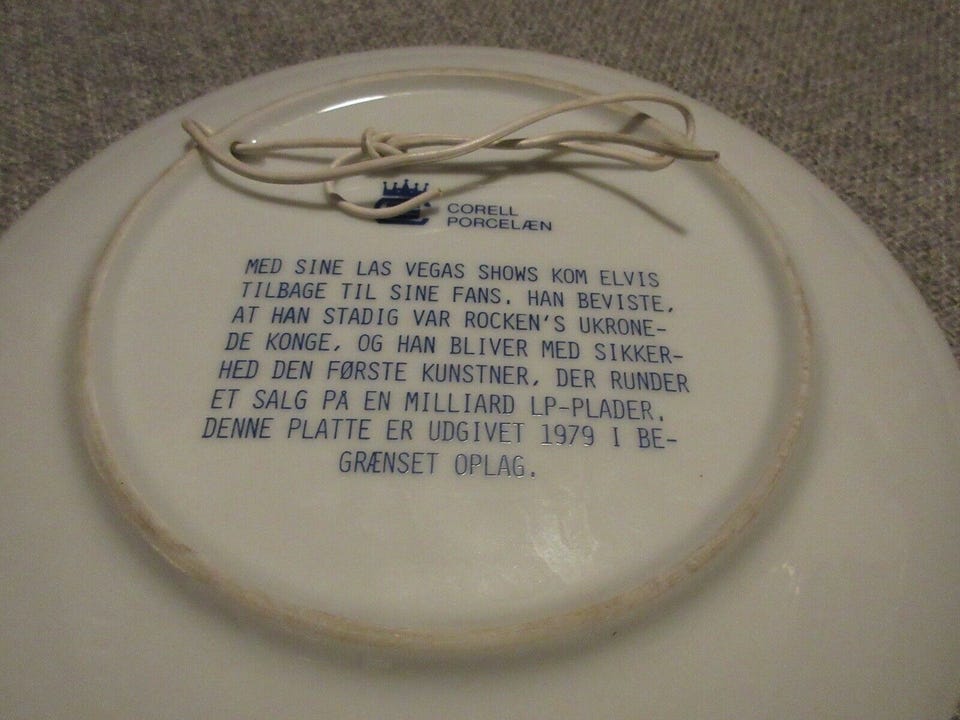 CORELL
PORCELÆN
MED SINE LAS VEGAS SHOWS KOM ELVIS
TILBAGE TIL SINE FANS. HAN BEVISTE,
AT HAN STADIG VAR ROCKEN'S UKRONE-
DE KONGE, OG HAN BLIVER MED SIKKER-
HED DEN FØRSTE KUNSTNER, DER RUNDER
ET SALG PÅ EN MILLIARD LP-PLADER.
DENNE PLATTE ER UDGIVET 1979 I BE-
GRÆNSET OPLAG.